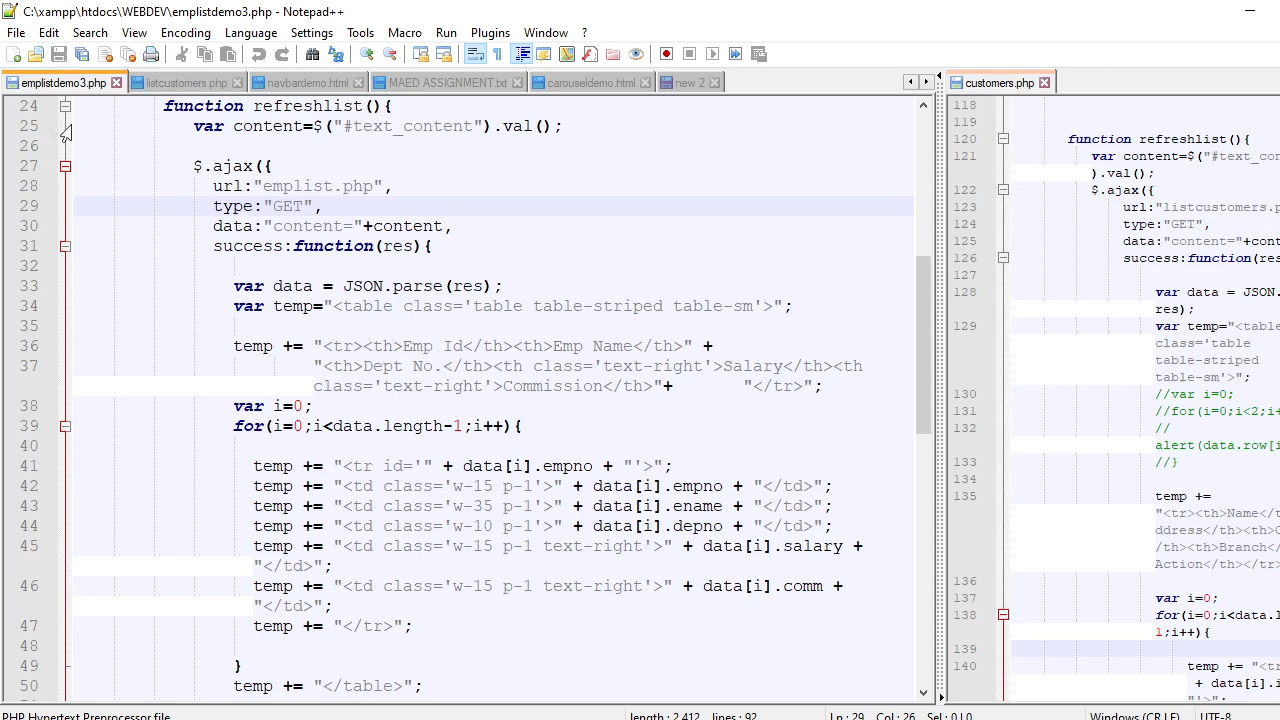 C:\xampp\htdocs\WEBDEV\emplistdemo3.php - Notepad++
File Edit Search View Encoding Language Settings Tools Macro Run Plugins Window ?
emplistdemo3.php listcustomers.php navbardemo.html MAED ASSIGNMENT.txt carouseldemo.html new 2 customers.php
24 function refreshlist(){
25 var content=$("#text_content").val();
26
27 $.ajax({
28 url:"emplist.php",
29 type:"GET",
30 data:"content="+content,
31 success:function(res){
32
33 var data = JSON.parse(res);
34 var temp="<table class='table table-striped table-sm'>";
35
36 temp += "<tr><th>Emp Id</th><th>Emp Name</th>" +
37 "<th>Dept No.</th><th class='text-right'>Salary</th><th
class='text-right'>Commission</th>"+ "</tr>";
38 var i=0;
39 for(i=0;i<data.length-1;i++){
40
41 temp += "<tr id='" + data[i].empno + "'>";
42 temp += "<td class='w-15 p-1'>" + data[i].empno + "</td>";
43 temp += "<td class='w-35 p-1'>" + data[i].ename + "</td>";
44 temp += "<td class='w-10 p-1'>" + data[i].depno + "</td>";
45 temp += "<td class='w-15 p-1 text-right'>" + data[i].salary +
"</td>";
46 temp += "<td class='w-15 p-1 text-right'>" + data[i].comm +
"</td>";
47 temp += "</tr>";
48
49 }
50 temp += "</table>";
118
119
120 function refreshlist(){
121 var content=$("#text_con
).val();
122 $.ajax({
123 url:"listcustomers.p
124 type:"GET",
125 data:"content="+cont
126 success:function(res
127
128 var data = JSON.
res);
129 var temp="<table
class='table
table-striped
table-sm'>";
130 //var i=0;
131 //for(i=0;i<2;i+
132 //
alert(data.row[i
133 //}
134
135 temp +=
"<tr><th>Name</t
ddress</th><th>C
/th><th>Branch</
Action</th></tr>
136
137 var i=0;
138 for(i=0;i<data.l
1;i++){
139
140 temp += "<tr
+ data[i].i
"'>";
PHP Hypertext Preprocessor file length : 2,412 lines : 92 Ln : 29 Col : 26 Sel : 0 | 0 Windows (CR LF) UTF-8